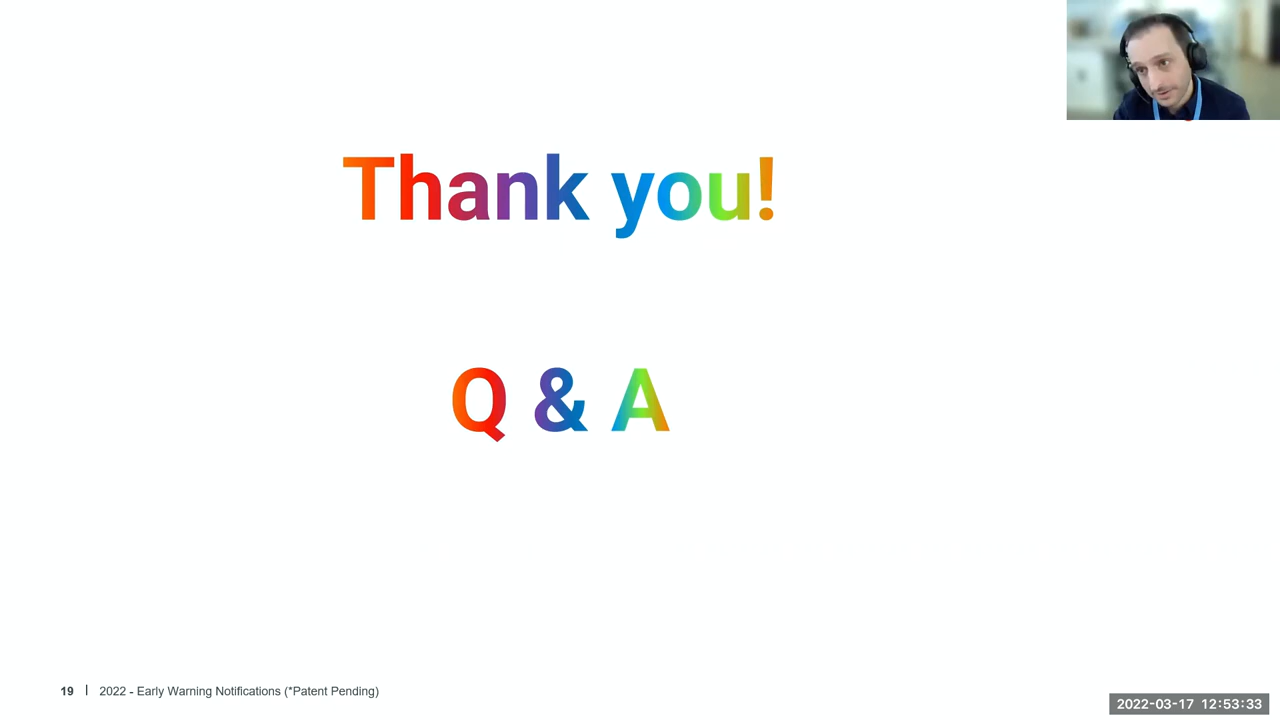 Thank you!
Q & A
19 | 2022 - Early Warning Notifications (*Patent Pending)
2022-03-17 12:53:33